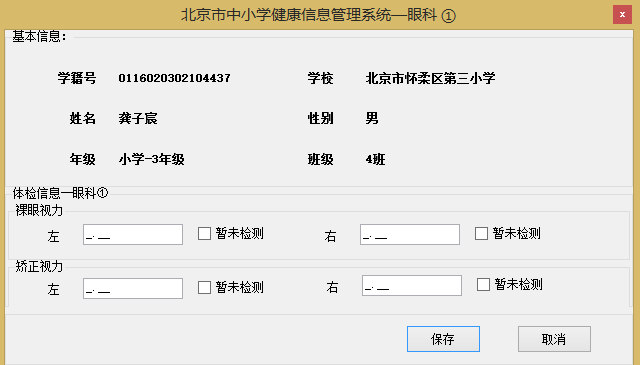 北京市中小学健康信息管理系统—眼科 ①
x
基本信息：
学籍号 0116020302104437 学校 北京市怀柔区第三小学
姓名 龚子宸 性别 男
年级 小学-3年级 班级 4班
体检信息—眼科①
裸眼视力
左 _.__ 暂未检测 右 _.__ 暂未检测
矫正视力
左 _.__ 暂未检测 右 _.__ 暂未检测
保存 取消